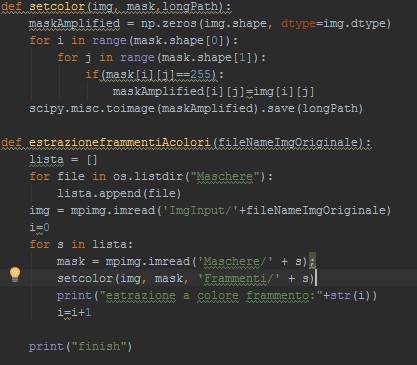 def setcolor(img, mask,longPath):
    maskAmplified = np.zeros(img.shape, dtype=img.dtype)
    for i in range(mask.shape[0]):
        for j in range(mask.shape[1]):
            if(mask[i][j]==255):
                maskAmplified[i][j]=img[i][j]
    scipy.misc.toimage(maskAmplified).save(longPath)

def estrazioneframmentiAcolori(fileNameImgOriginale):
    lista = []
    for file in os.listdir("Maschere"):
        lista.append(file)
    img = mpimg.imread('ImgInput/'+fileNameImgOriginale)
    i=0
    for s in lista:
        mask = mpimg.imread('Maschere/' + s);
        setcolor(img, mask, 'Frammenti/' + s)
        print("estrazione a colore frammento:"+str(i))
        i=i+1

    print("finish")